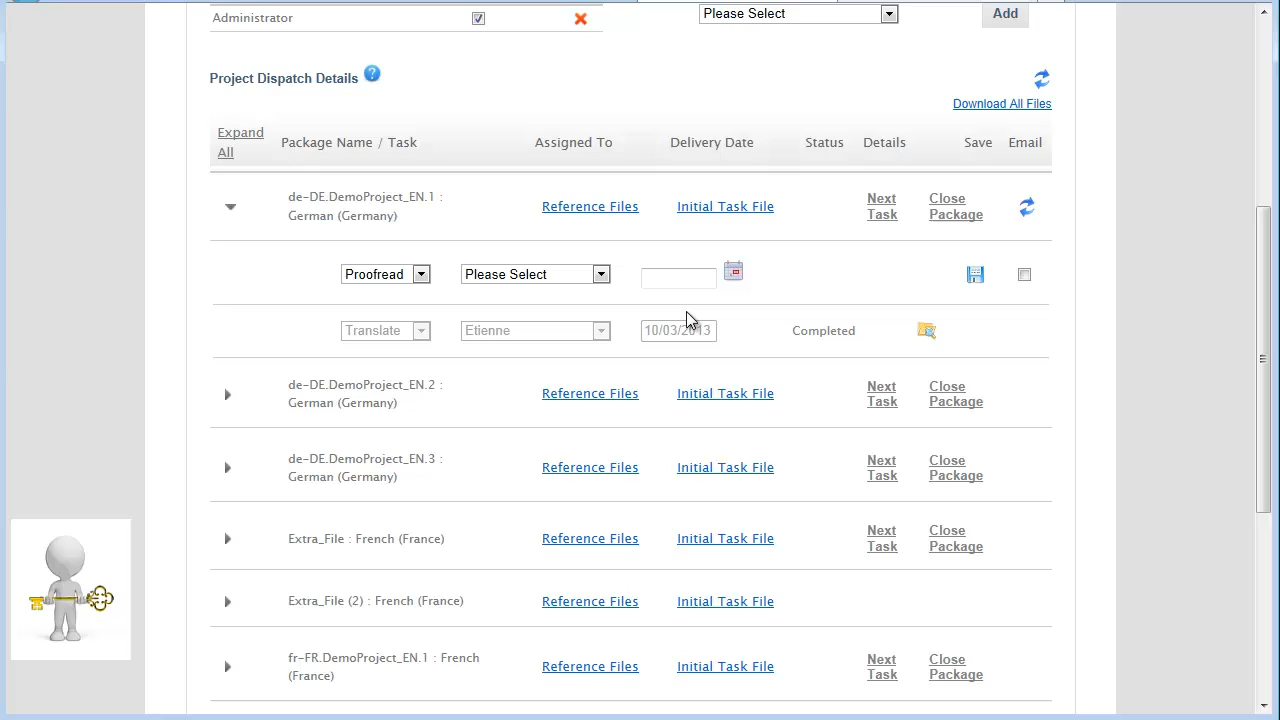 Administrator Please Select Add
Project Dispatch Details ?
Download All Files
Expand All Package Name / Task Assigned To Delivery Date Status Details Save Email
de-DE.DemoProject_EN.1 :
German (Germany) Reference Files Initial Task File Next Task Close Package
Proofread Please Select
Translate Etienne 10/03/2013 Completed
de-DE.DemoProject_EN.2 :
German (Germany) Reference Files Initial Task File Next Task Close Package
de-DE.DemoProject_EN.3 :
German (Germany) Reference Files Initial Task File Next Task Close Package
Extra_File : French (France) Reference Files Initial Task File Next Task Close Package
Extra_File (2) : French (France) Reference Files Initial Task File
fr-FR.DemoProject_EN.1 : French
(France) Reference Files Initial Task File Next Task Close Package